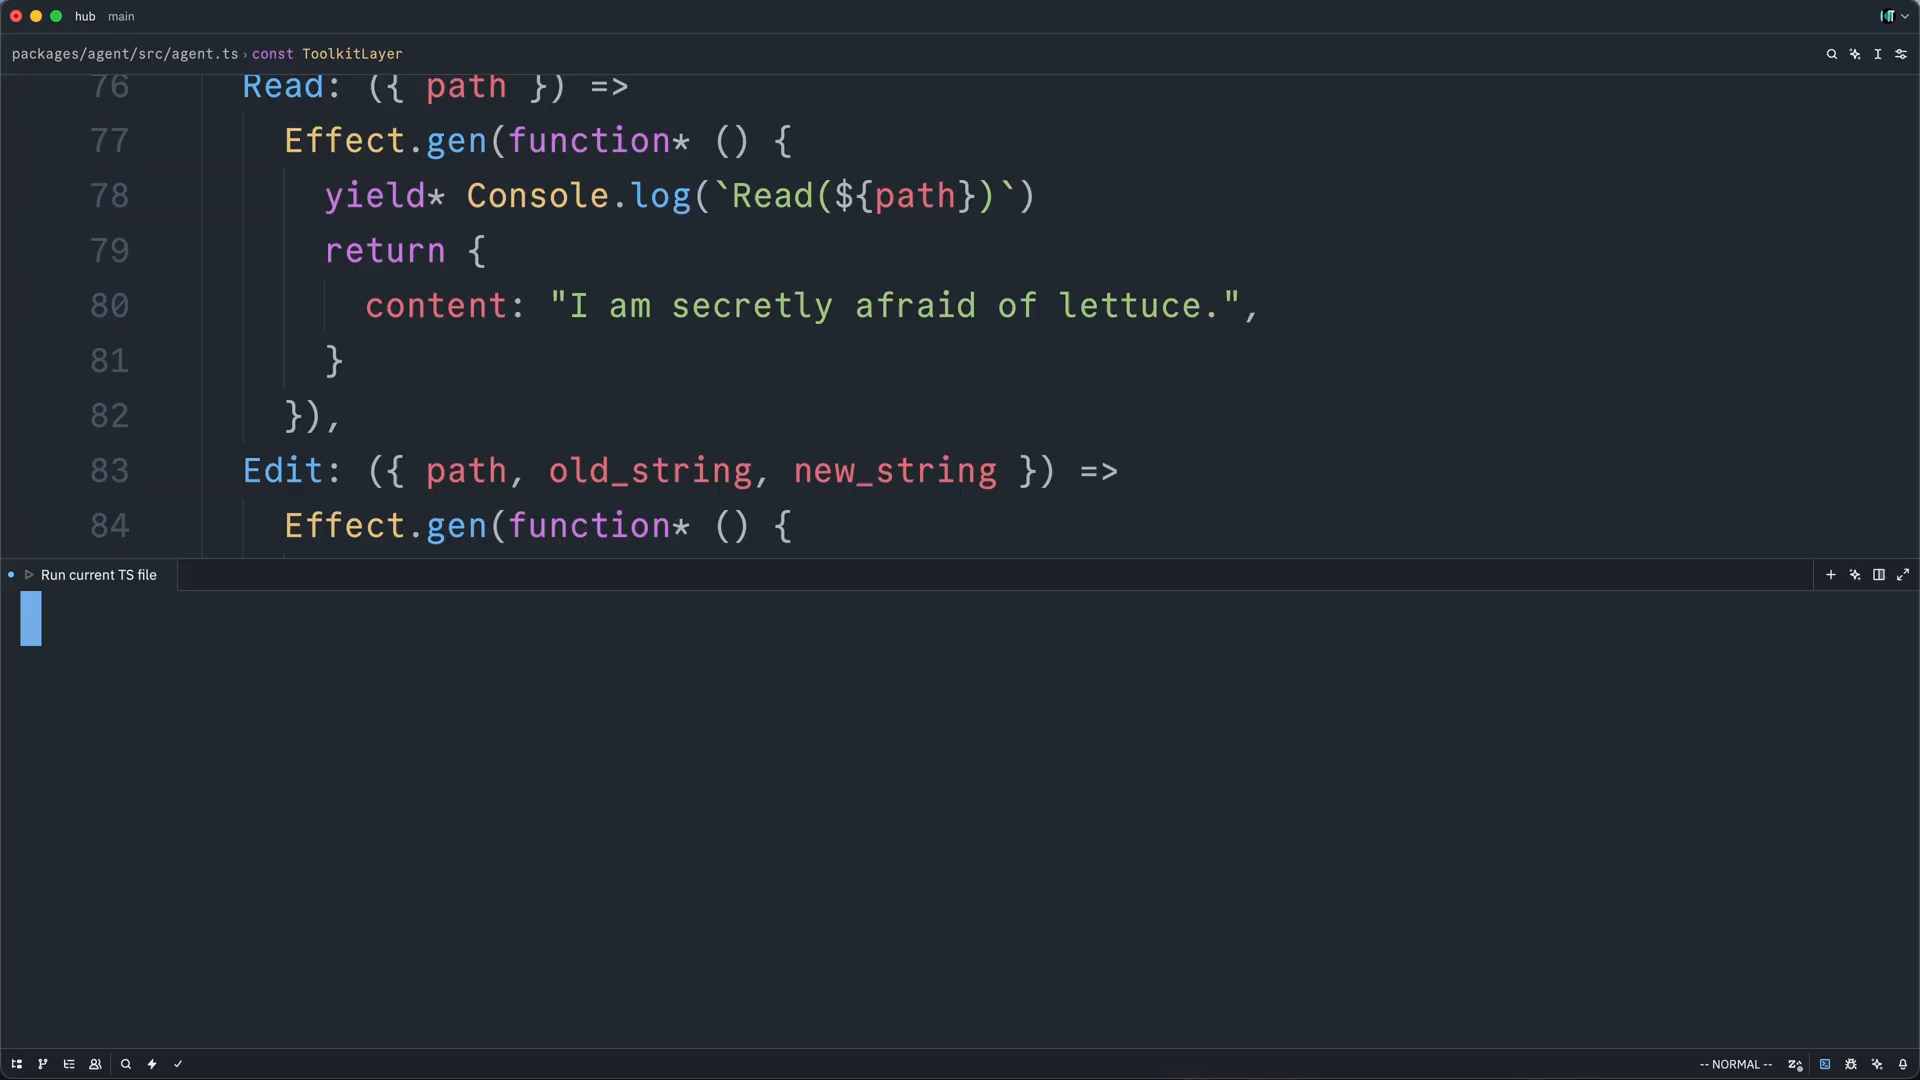 hub main
packages/agent/src/agent.ts › const ToolkitLayer
76 Read: ({ path }) =>
77 Effect.gen(function* () {
78 yield* Console.log(`Read(${path})`)
79 return {
80 content: "I am secretly afraid of lettuce.",
81 }
82 }),
83 Edit: ({ path, old_string, new_string }) =>
84 Effect.gen(function* () {
Run current TS file
-- NORMAL --